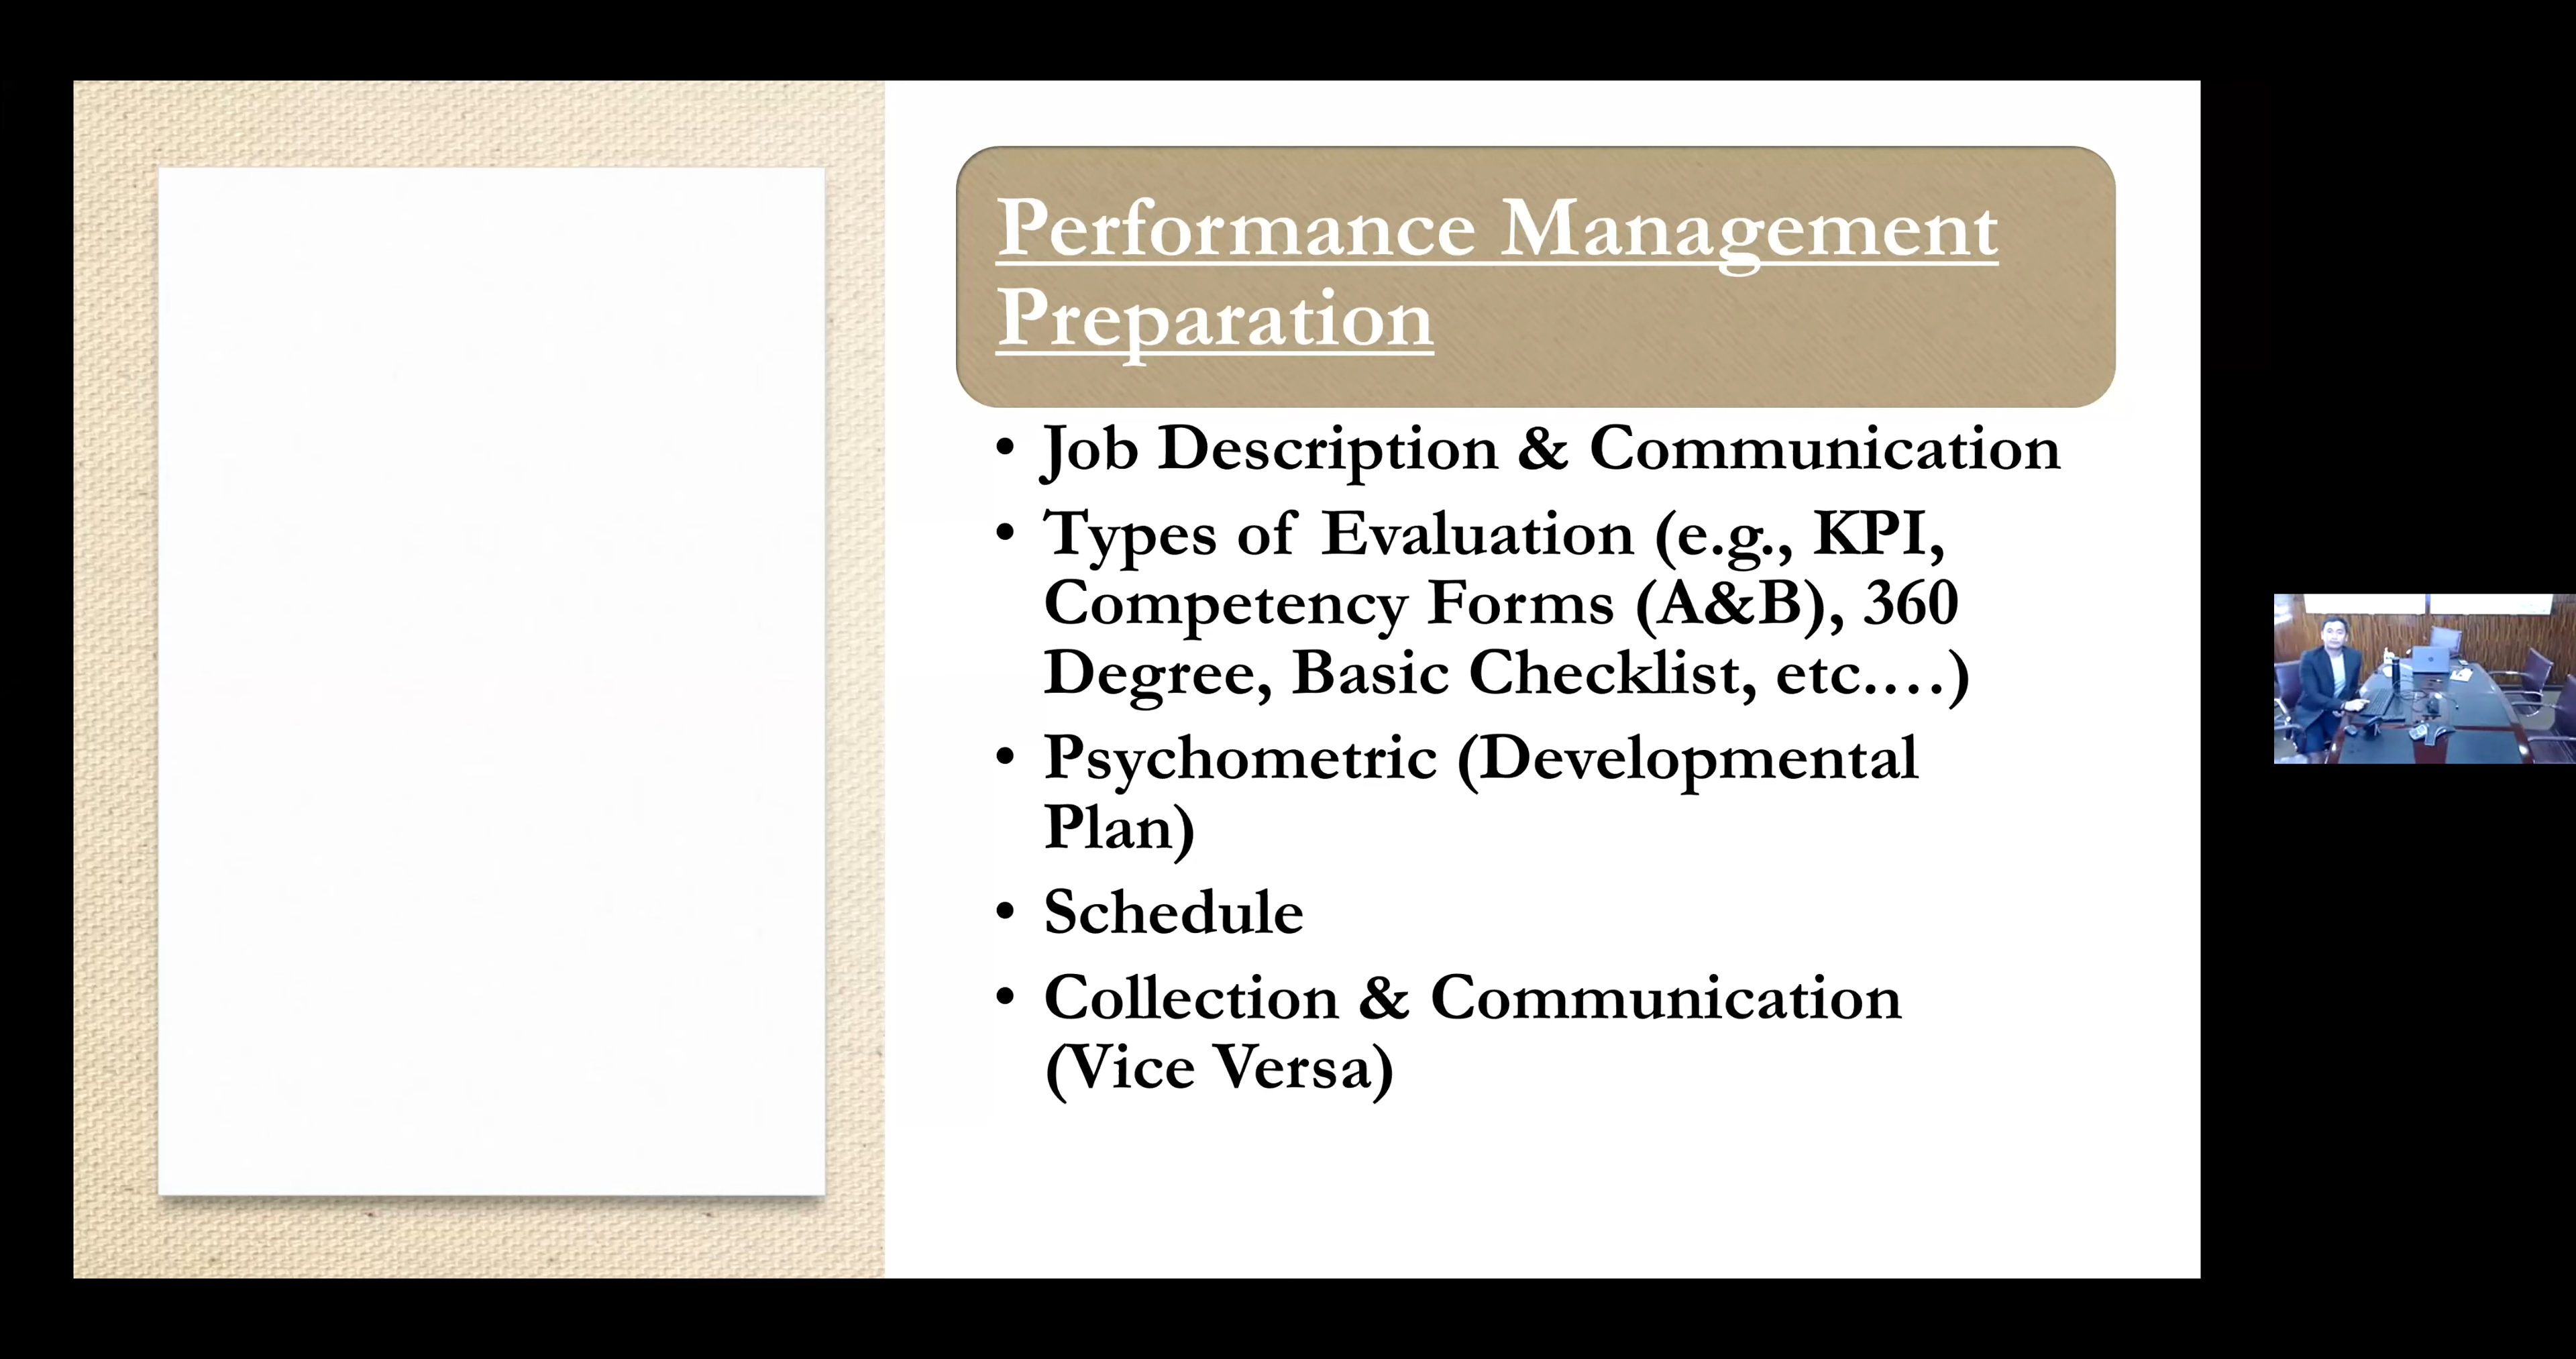 Performance Management
Preparation
• Job Description & Communication
• Types of Evaluation (e.g., KPI,
Competency Forms (A&B), 360
Degree, Basic Checklist, etc.…)
• Psychometric (Developmental
Plan)
• Schedule
• Collection & Communication
(Vice Versa)